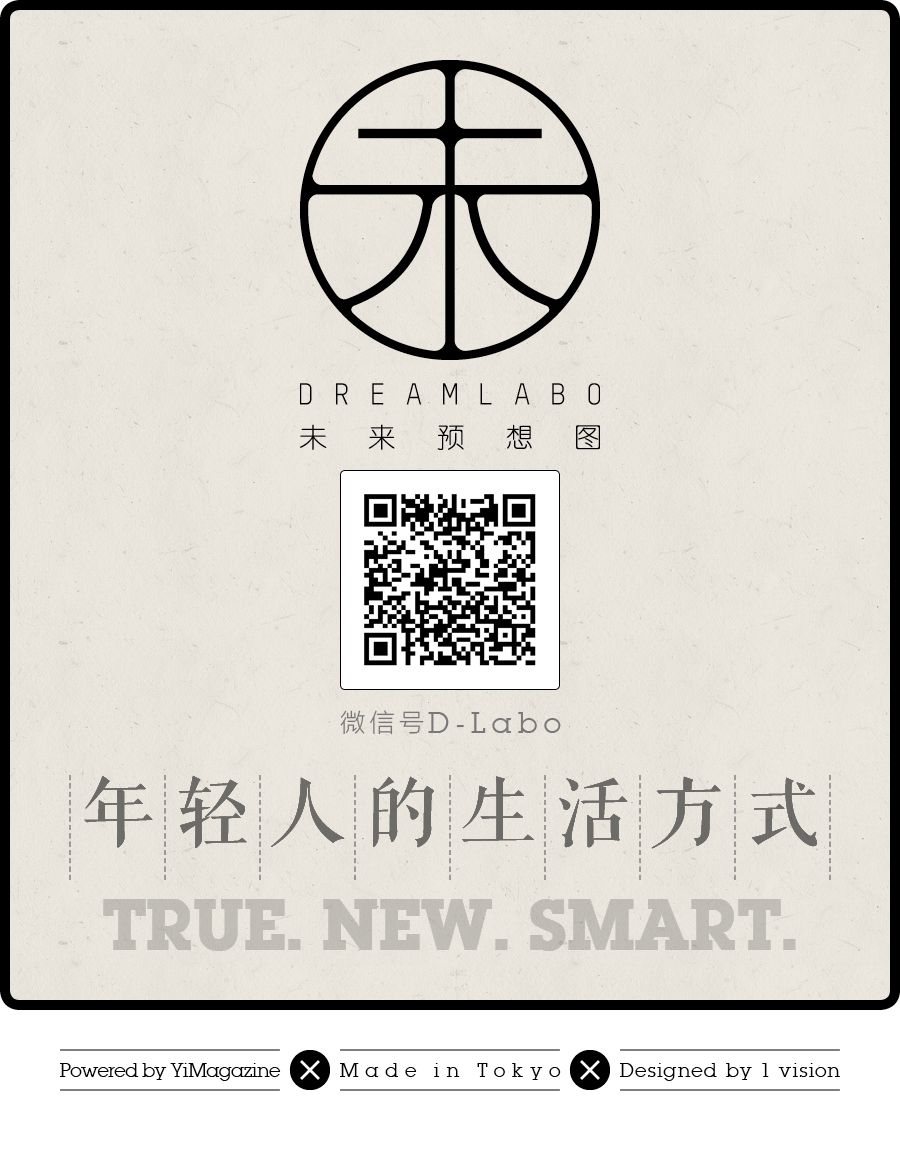 未
DREAMLABO
未来预想图
微信号D-Labo
年轻人的生活方式
TRUE. NEW. SMART.
Powered by YiMagazine
Made in Tokyo
Designed by 1 vision